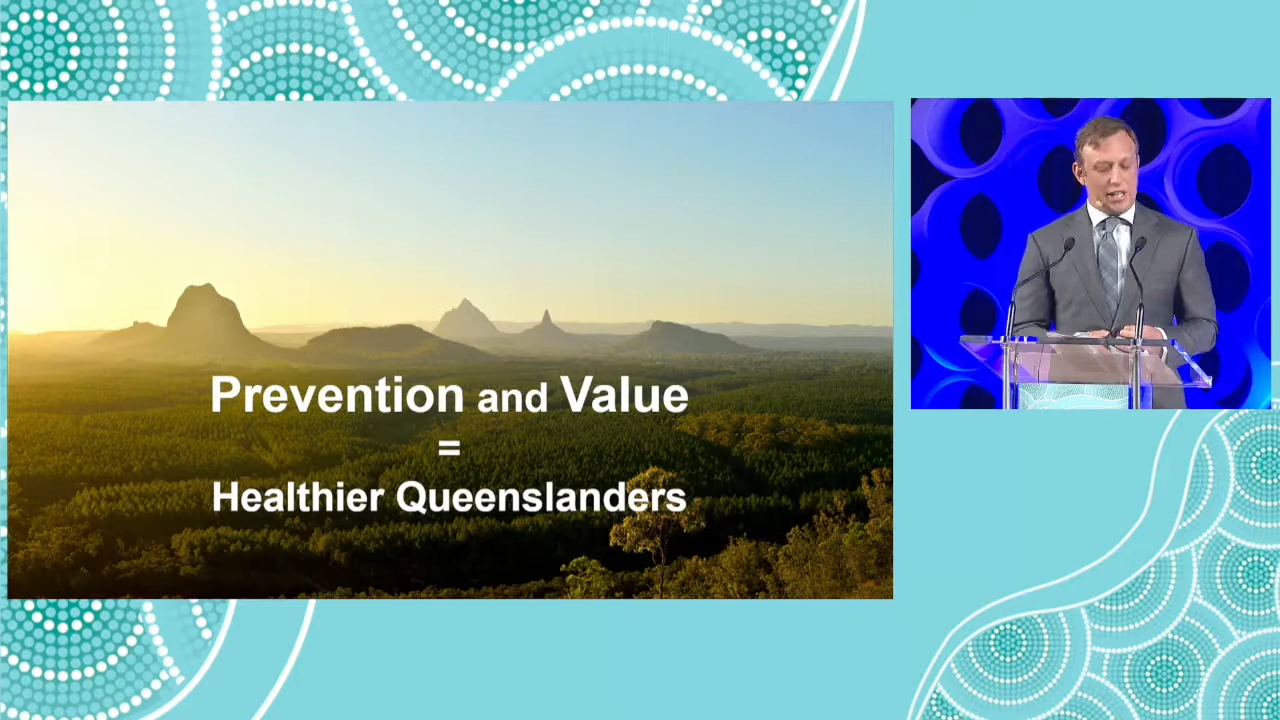 Prevention and Value
=
Healthier Queenslanders